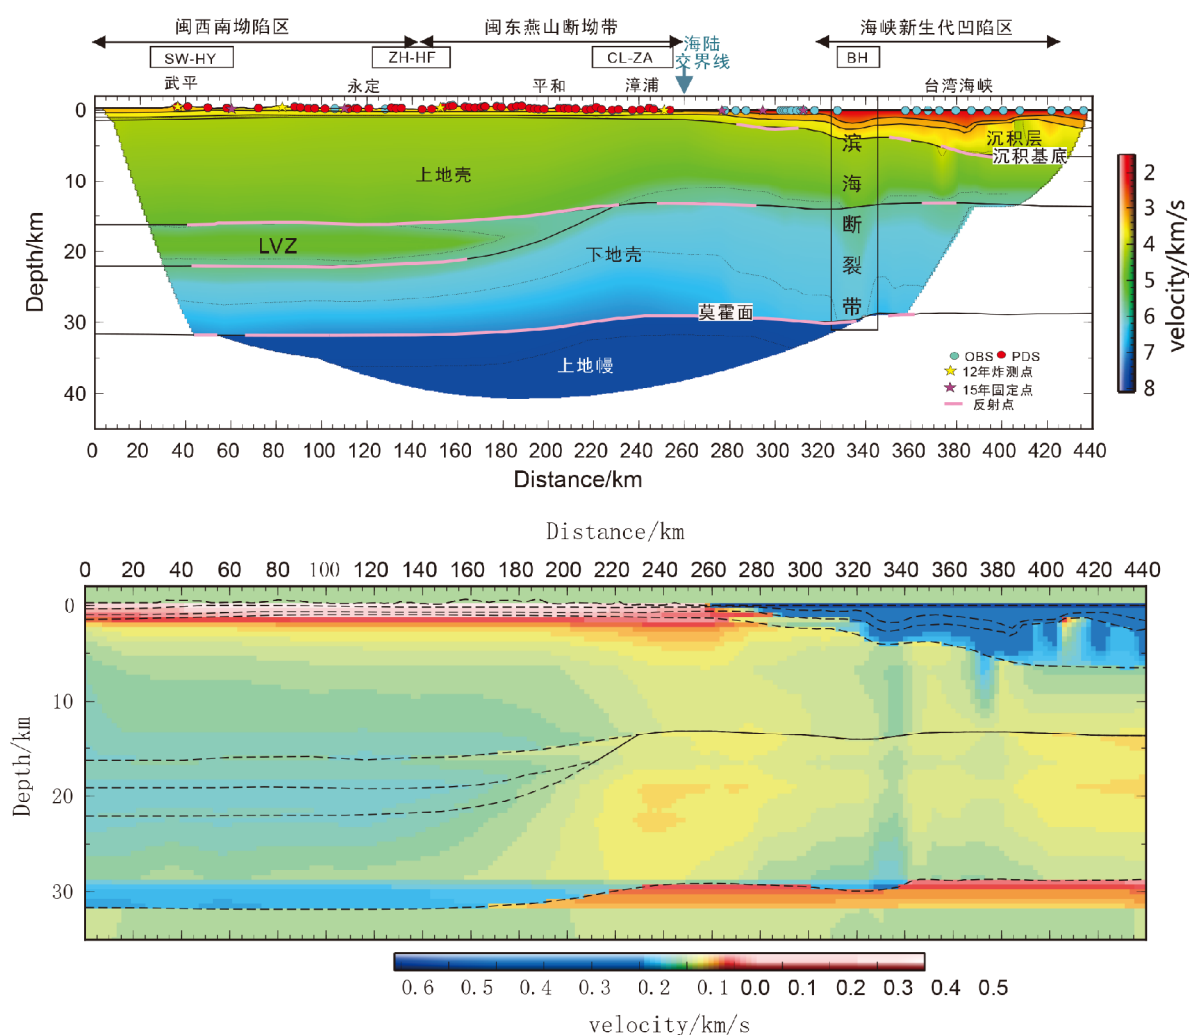 闽西南坳陷区 闽东燕山断坳带 海峡新生代凹陷区
SW-HY ZH-HF CL-ZA 海陆交界线 BH
武平 永定 平和 漳浦 台湾海峡
0
10
20
30
40
Depth/km
上地壳
LVZ
下地壳
莫霍面
上地幔
滨海断裂带
沉积层
沉积基底
OBS PDS
12年炸测点
15年固定点
反射点
2
3
4
5
6
7
8
velocity/km/s
0 20 40 60 80 100 120 140 160 180 200 220 240 260 280 300 320 340 360 380 400 420 440
Distance/km
Distance/km
0 20 40 60 80 100 120 140 160 180 200 220 240 260 280 300 320 340 360 380 400 420 440
0
10
20
30
Depth/km
0.6 0.5 0.4 0.3 0.2 0.1 0.0 0.1 0.2 0.3 0.4 0.5
velocity/km/s